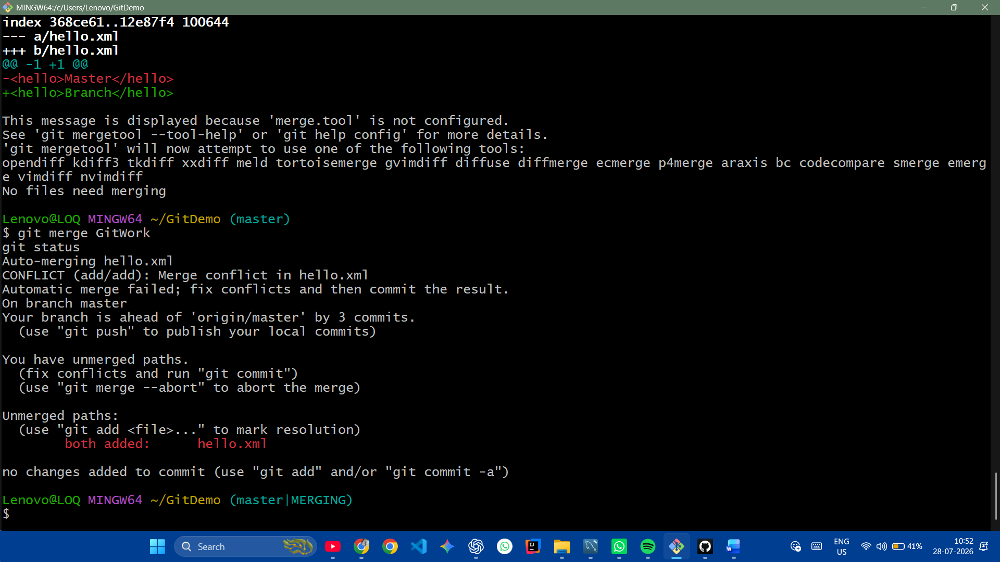 MINGW64:/c/Users/Lenovo/GitDemo
index 368ce61..12e87f4 100644
--- a/hello.xml
+++ b/hello.xml
@@ -1 +1 @@
-<hello>Master</hello>
+<hello>Branch</hello>
This message is displayed because 'merge.tool' is not configured.
See 'git mergetool --tool-help' or 'git help config' for more details.
'git mergetool' will now attempt to use one of the following tools:
opendiff kdiff3 tkdiff xxdiff meld tortoisemerge gvimdiff diffuse diffmerge ecmerge p4merge araxis bc codecompare smerge emerg
e vimdiff nvimdiff
No files need merging
Lenovo@LOQ MINGW64 ~/GitDemo (master)
$ git merge GitWork
git status
Auto-merging hello.xml
CONFLICT (add/add): Merge conflict in hello.xml
Automatic merge failed; fix conflicts and then commit the result.
On branch master
Your branch is ahead of 'origin/master' by 3 commits.
  (use "git push" to publish your local commits)
You have unmerged paths.
  (fix conflicts and run "git commit")
  (use "git merge --abort" to abort the merge)
Unmerged paths:
  (use "git add <file>..." to mark resolution)
        both added:      hello.xml
no changes added to commit (use "git add" and/or "git commit -a")
Lenovo@LOQ MINGW64 ~/GitDemo (master|MERGING)
$
Search
ENG
US
41%
10:52
28-07-2026